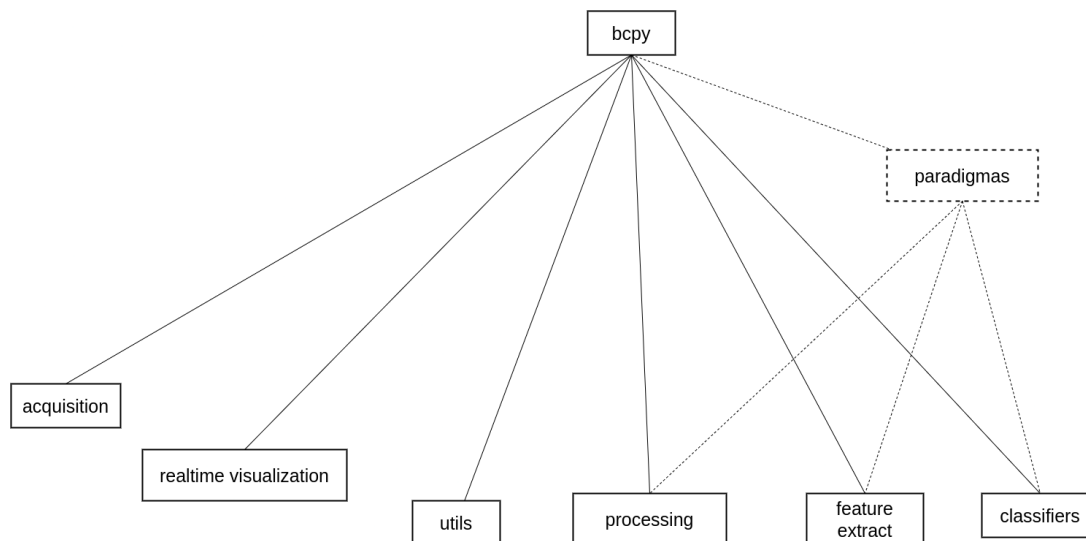 bcpy
paradigmas
acquisition
realtime visualization
utils
processing
feature
extract
classifiers